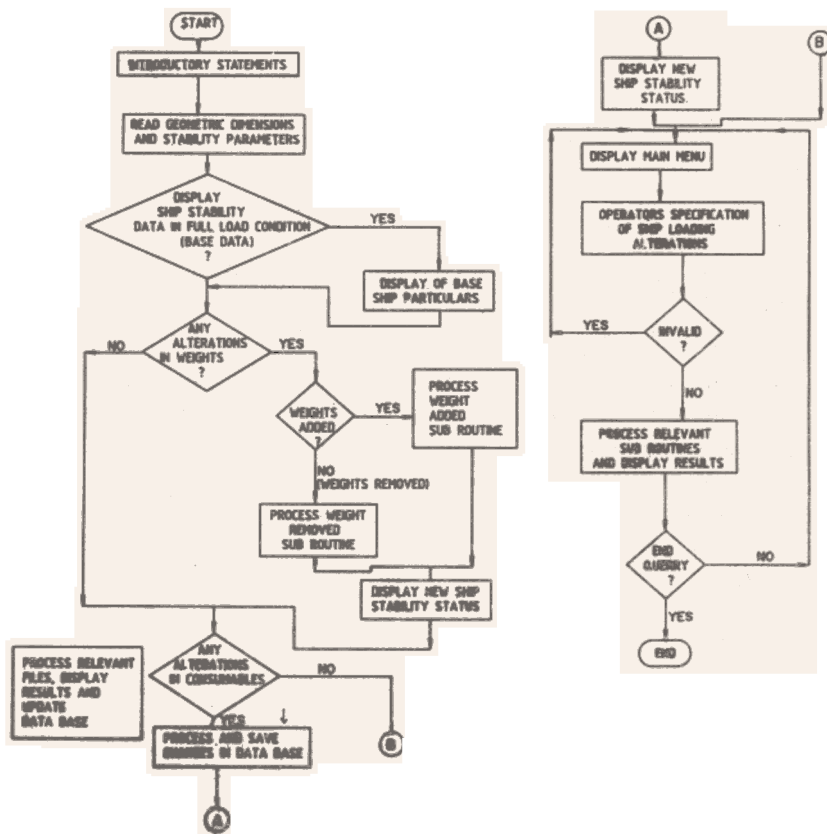 START
INTRODUCTORY STATEMENTS
READ GEOMETRIC DIMENSIONS
AND STABILITY PARAMETERS
DISPLAY
SHIP STABILITY
DATA IN FULL LOAD CONDITION
(BASE DATA)
?
YES
DISPLAY OF BASE
SHIP PARTICULARS
ANY
ALTERATIONS
IN WEIGHTS
?
NO
YES
WEIGHTS
ADDED
?
YES
PROCESS
WEIGHT
ADDED
SUB ROUTINE
NO
(WEIGHTS REMOVED)
PROCESS WEIGHT
REMOVED
SUB ROUTINE
DISPLAY NEW SHIP
STABILITY STATUS
ANY
ALTERATIONS
IN CONSUMABLES
NO
B
PROCESS RELEVANT
FILES, DISPLAY
RESULTS AND
UPDATE
DATA BASE
YES
PROCESS AND SAVE
CHANGES IN DATA BASE
A
A
B
DISPLAY NEW
SHIP STABILITY
STATUS.
DISPLAY MAIN MENU
OPERATORS SPECIFICATION
OF SHIP LOADING
ALTERATIONS
YES
INVALID
?
NO
PROCESS RELEVANT
SUB ROUTINES
AND DISPLAY RESULTS
END
QUERRY
?
NO
YES
END